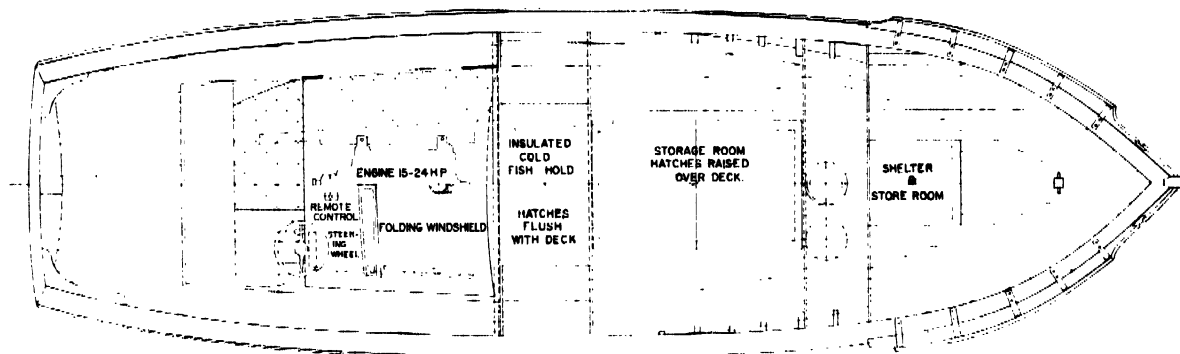 ENGINE 15-24 HP
REMOTE
CONTROL
STEER-
ING
WHEEL
FOLDING WINDSHIELD
INSULATED
COLD
FISH HOLD
HATCHES
FLUSH
WITH DECK
STORAGE ROOM
HATCHES RAISED
OVER DECK.
SHELTER
&
STORE ROOM